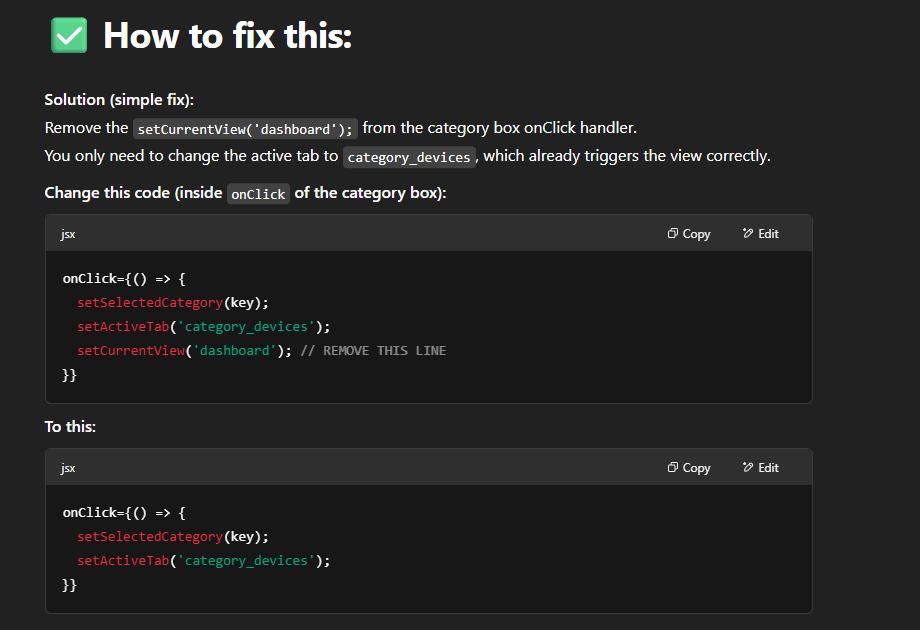 ✅ How to fix this:
Solution (simple fix):
Remove the setCurrentView('dashboard'); from the category box onClick handler.
You only need to change the active tab to category_devices, which already triggers the view correctly.
Change this code (inside onClick of the category box):
jsx Copy Edit
onClick={() => {
  setSelectedCategory(key);
  setActiveTab('category_devices');
  setCurrentView('dashboard'); // REMOVE THIS LINE
}}
To this:
jsx Copy Edit
onClick={() => {
  setSelectedCategory(key);
  setActiveTab('category_devices');
}}